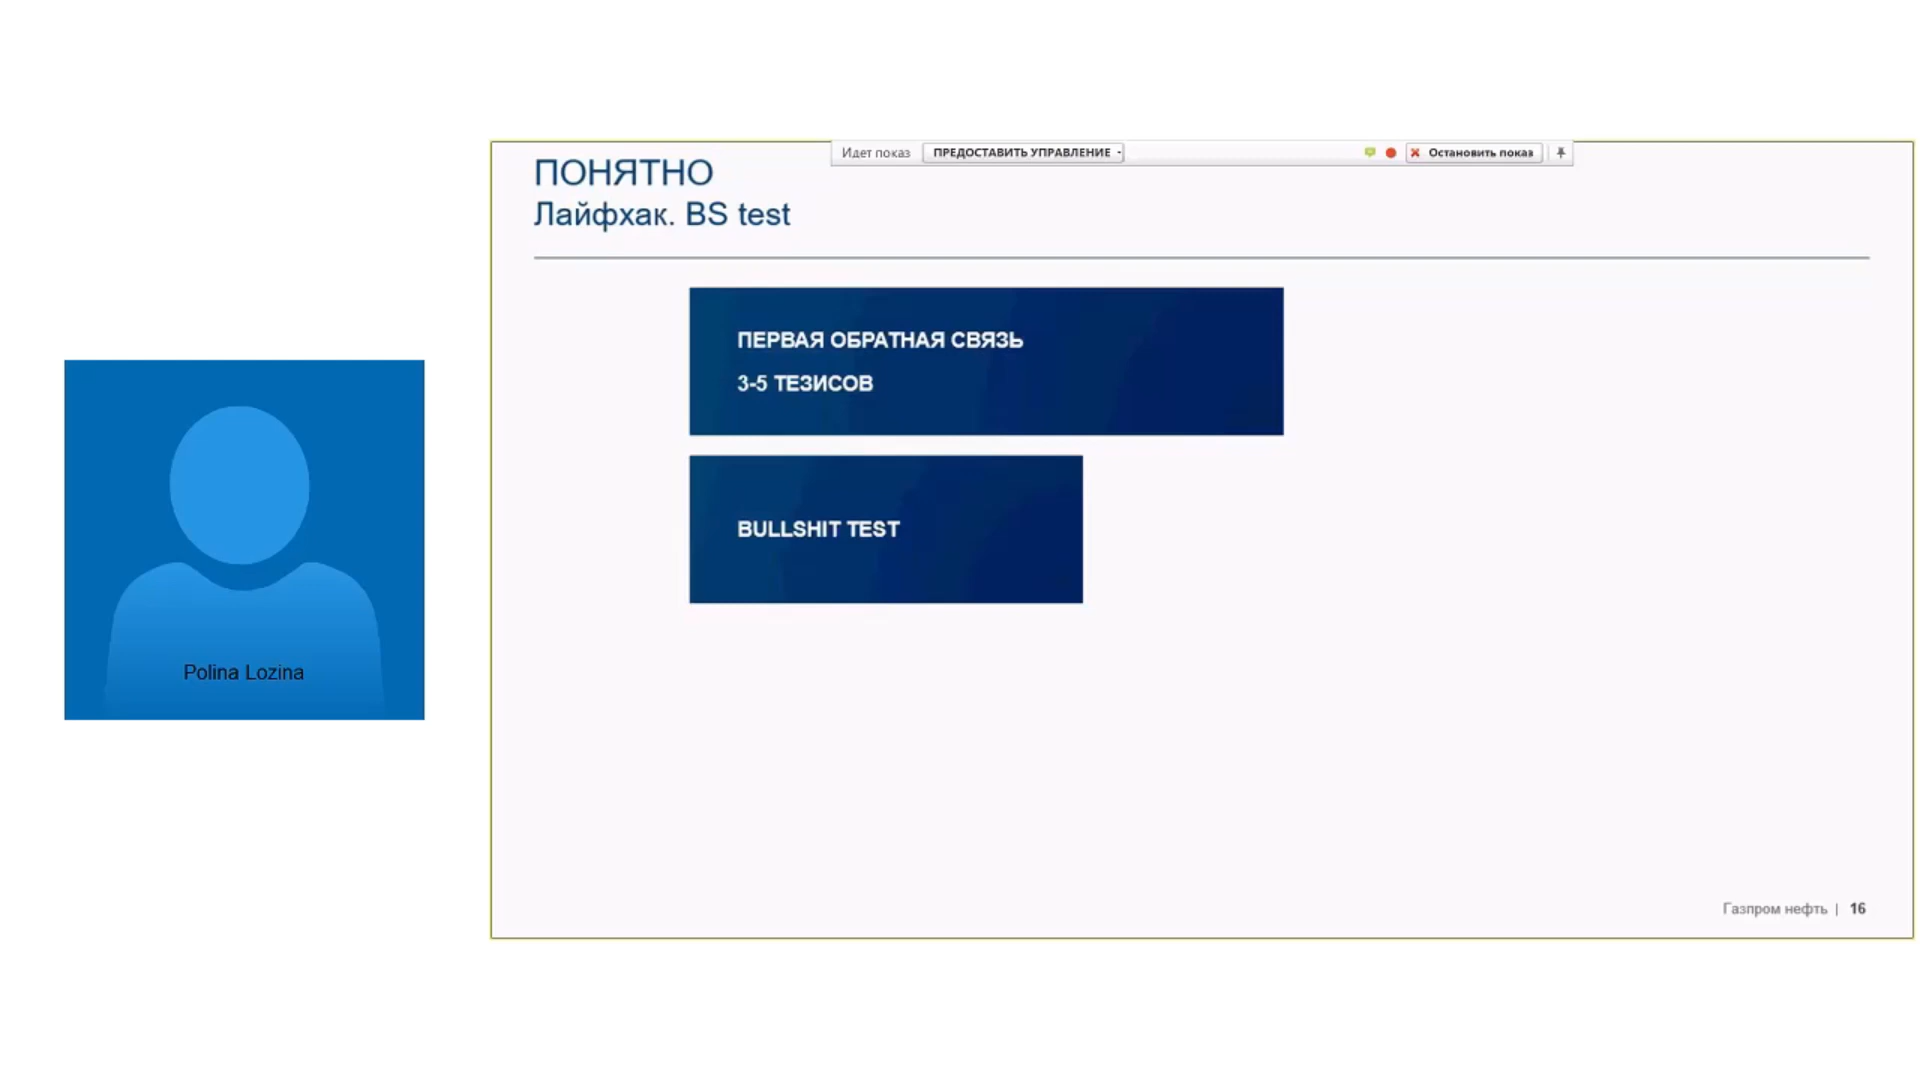 Идет показ ПРЕДОСТАВИТЬ УПРАВЛЕНИЕ Остановить показ
ПОНЯТНО
Лайфхак. BS test
ПЕРВАЯ ОБРАТНАЯ СВЯЗЬ
3-5 ТЕЗИСОВ
BULLSHIT TEST
Polina Lozina
Газпром нефть | 16